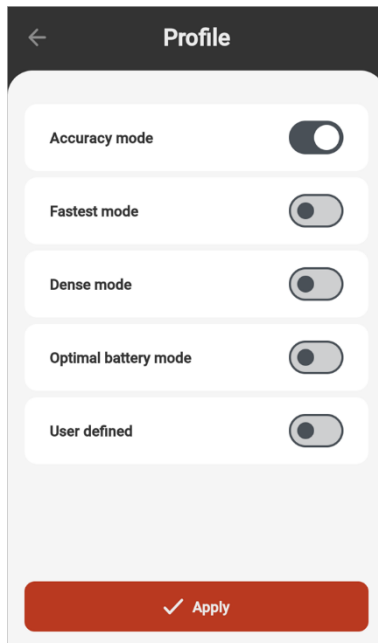 Profile
Accuracy mode
Fastest mode
Dense mode
Optimal battery mode
User defined
Apply